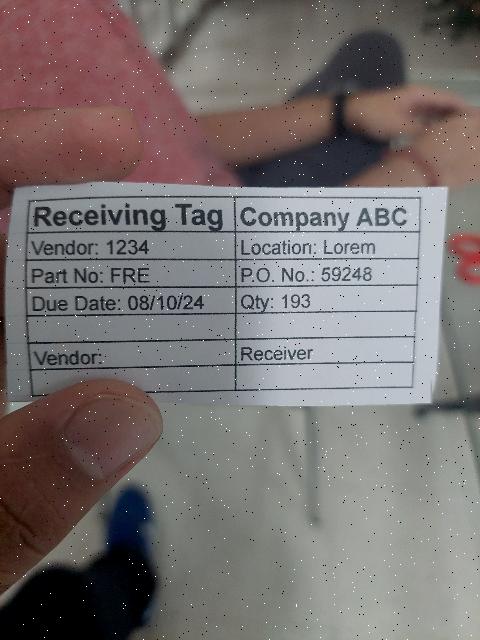 Receiving Tag Company ABC
Vendor: 1234 Location: Lorem
Part No: FRE P.O. No.: 59248
Due Date: 08/10/24 Qty: 193
Vendor: Receiver